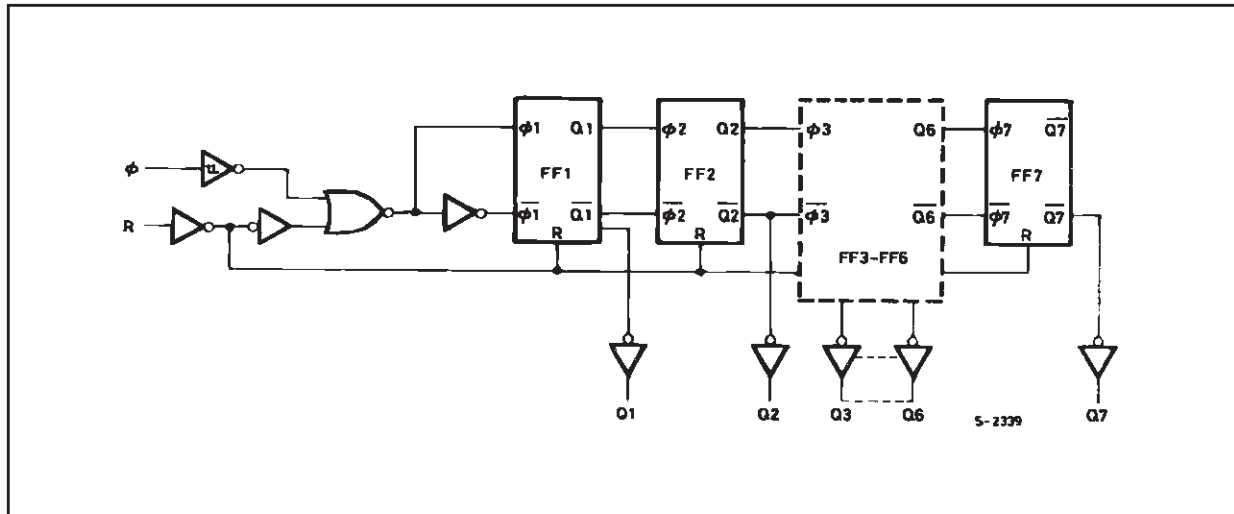 ϕ1 Q1 ϕ2 Q2 ϕ3 Q6 ϕ7 Q̅7̅
ϕ
FF1 FF2 FF7
R
ϕ̅1̅ Q̅1̅ ϕ̅2̅ Q̅2̅ ϕ̅3̅ Q̅6̅ ϕ̅7̅ Q̅7̅
R R R
FF3-FF6
Q1 Q2 Q3 Q6 Q7
S-2339